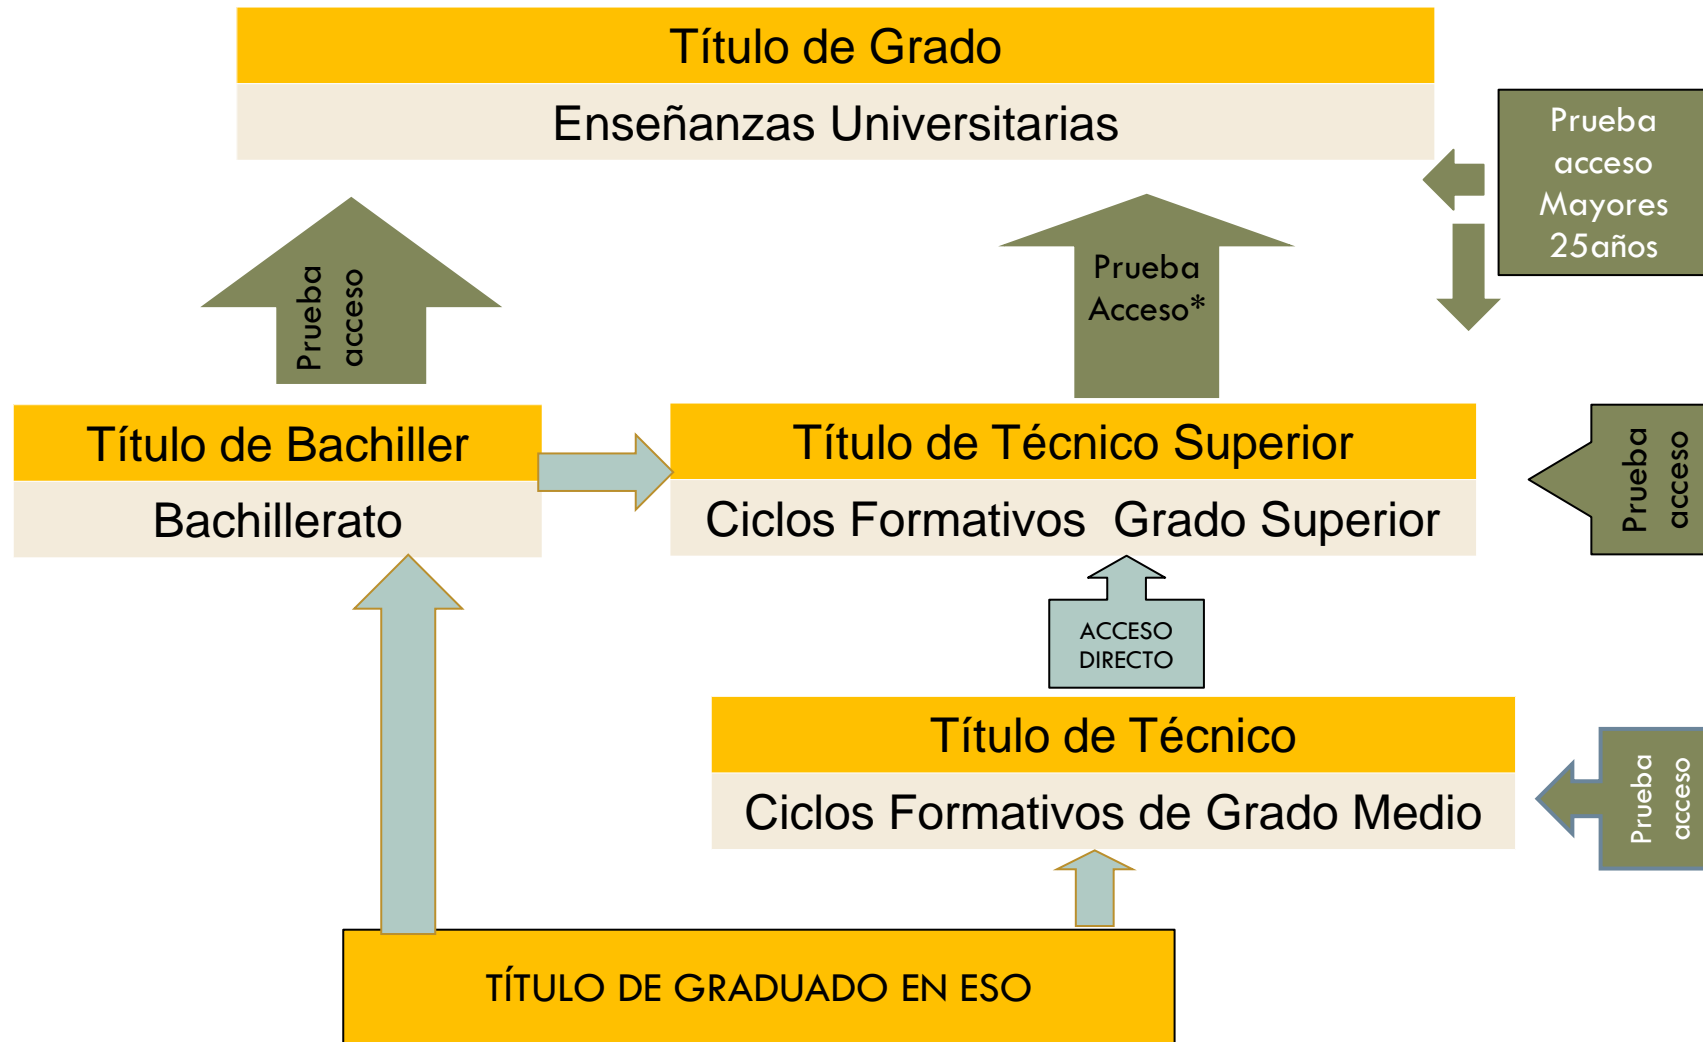 Título de Grado
Enseñanzas Universitarias
Prueba
acceso
Mayores
25años
Prueba
acceso
Prueba
Acceso*
Título de Bachiller
Bachillerato
Título de Técnico Superior
Ciclos Formativos Grado Superior
Prueba
acceso
ACCESO
DIRECTO
Título de Técnico
Ciclos Formativos de Grado Medio
Prueba
acceso
TÍTULO DE GRADUADO EN ESO